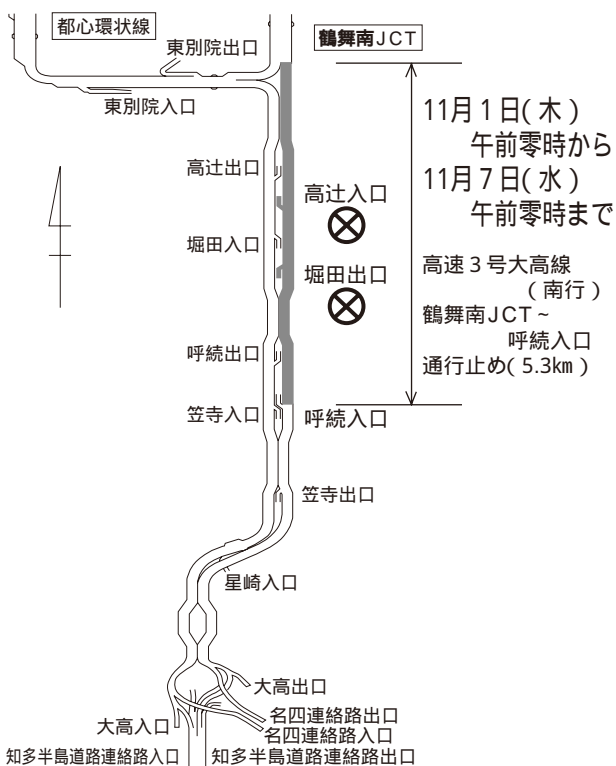 都心環状線
東別院出口
鶴舞南JCT
東別院入口
11月1日(木)
午前零時から
11月7日(水)
午前零時まで
高辻出口
高辻入口
堀田入口
堀田出口
高速3号大高線
(南行)
鶴舞南JCT~
呼続入口
通行止め(5.3km)
呼続出口
笠寺入口
呼続入口
笠寺出口
星崎入口
大高出口
大高入口
名四連絡路出口
名四連絡路入口
知多半島道路連絡路入口
知多半島道路連絡路出口